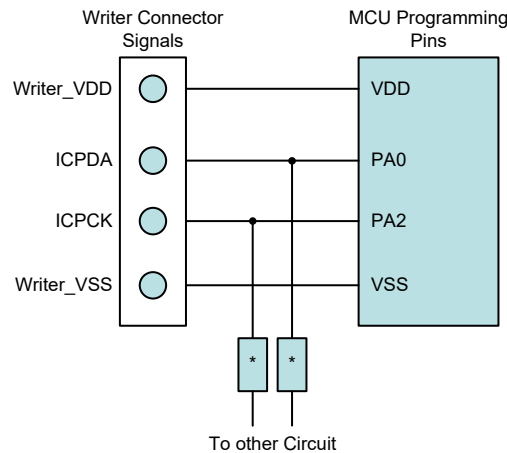 Writer Connector
Signals
MCU Programming
Pins
Writer_VDD
VDD
ICPDA
PA0
ICPCK
PA2
Writer_VSS
VSS
*
*
To other Circuit